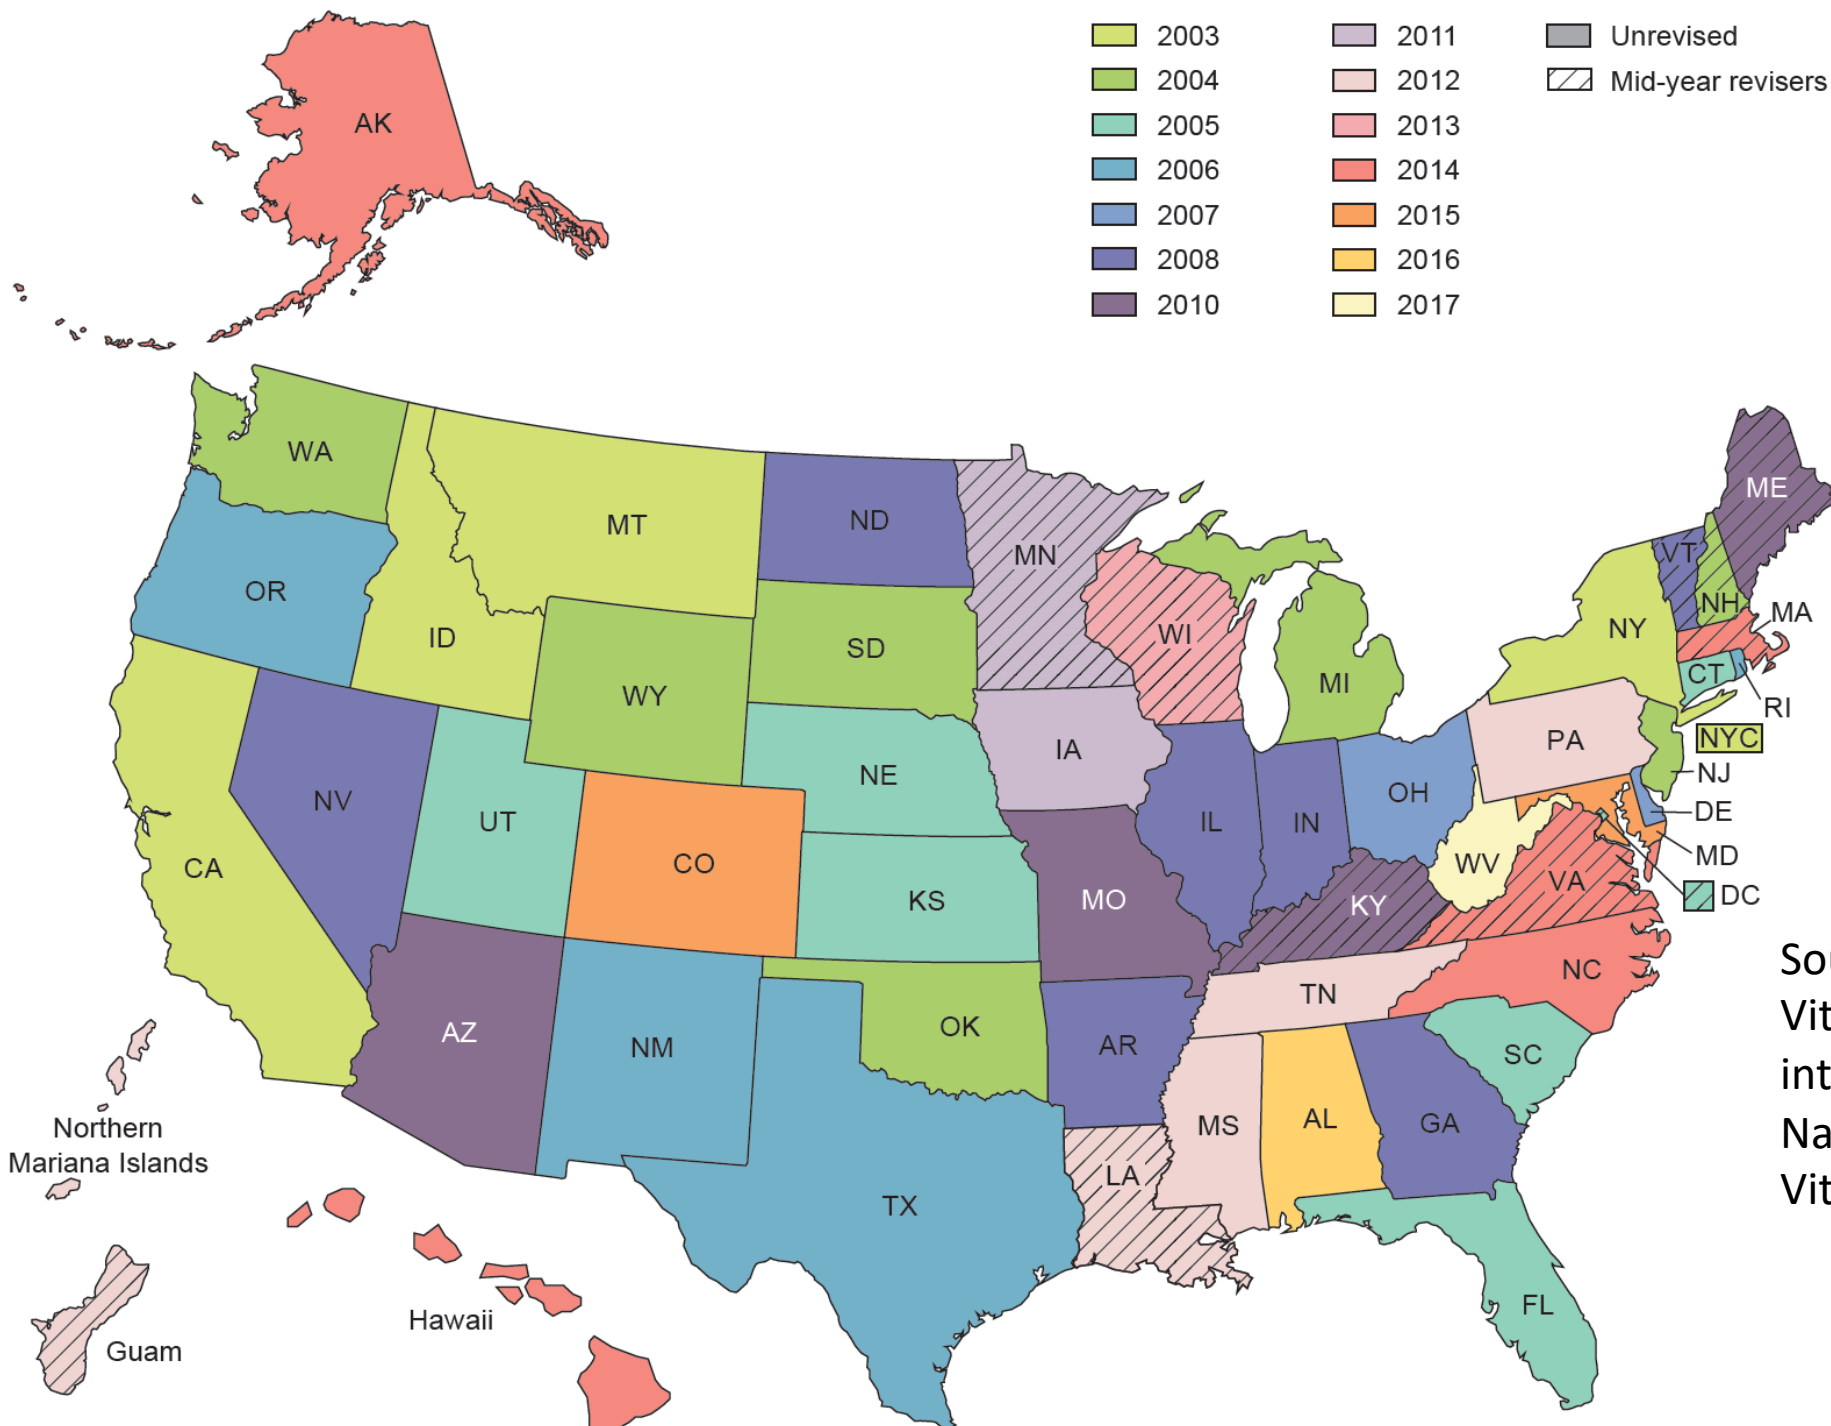 2003
2004
2005
2006
2007
2008
2010
2011
2012
2013
2014
2015
2016
2017
Unrevised
Mid-year revisers
AK
WA
MT
ND
MN
ME
VT
NH
MA
OR
ID
SD
WI
NY
MI
WY
CT
RI
NYC
PA
IA
NE
NJ
NV
UT
OH
DE
IL
IN
CO
CA
WV
MD
VA
KS
MO
KY
DC
NC
TN
AZ
NM
OK
AR
SC
MS
AL
GA
LA
TX
FL
Northern
Mariana Islands
Guam
Hawaii
Sou
Vit
int
Na
Vit